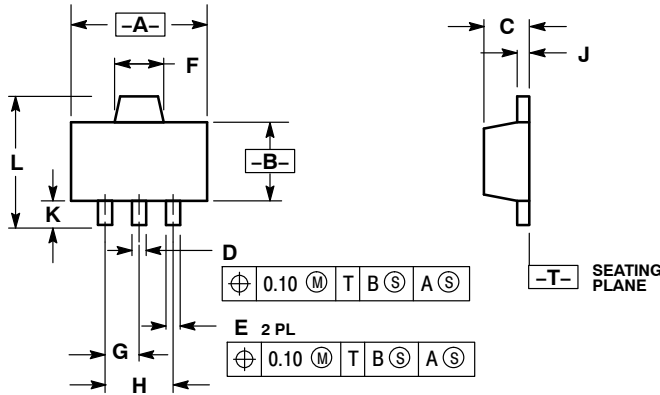 –A–
C
F
J
L
–B–
K
D
–T– SEATING PLANE
⌖ 0.10 Ⓜ T B Ⓢ A Ⓢ
E 2 PL
G
⌖ 0.10 Ⓜ T B Ⓢ A Ⓢ
H